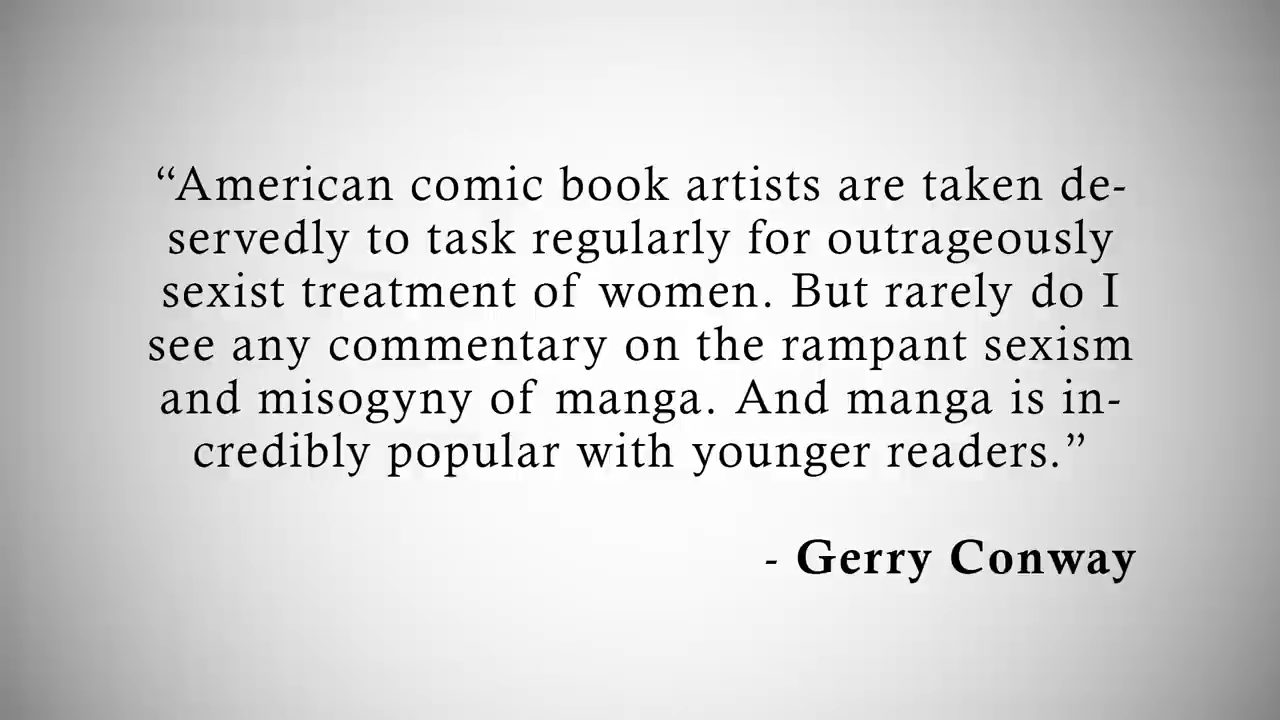 “American comic book artists are taken de-
servedly to task regularly for outrageously
sexist treatment of women. But rarely do I
see any commentary on the rampant sexism
and misogyny of manga. And manga is in-
credibly popular with younger readers.”
- Gerry Conway